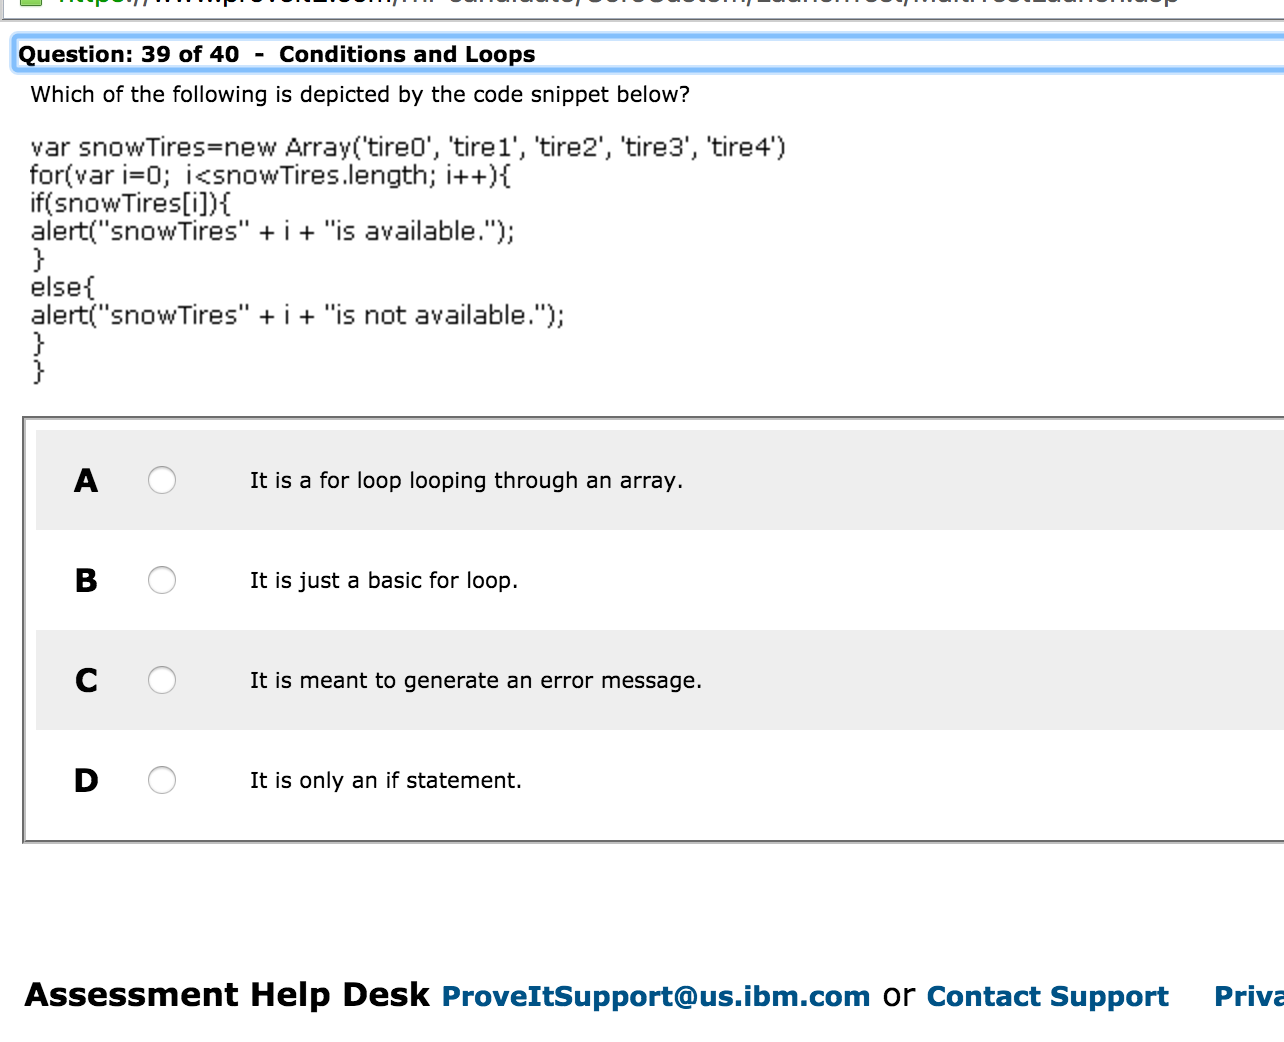 Question: 39 of 40 - Conditions and Loops
Which of the following is depicted by the code snippet below?
var snowTires=new Array('tire0', 'tire1', 'tire2', 'tire3', 'tire4')
for(var i=0; i<snowTires.length; i++){
if(snowTires[i]){
alert("snowTires" + i + "is available.");
}
else{
alert("snowTires" + i + "is not available.");
}
}
A It is a for loop looping through an array.
B It is just a basic for loop.
C It is meant to generate an error message.
D It is only an if statement.
Assessment Help Desk ProveItSupport@us.ibm.com or Contact Support Priva